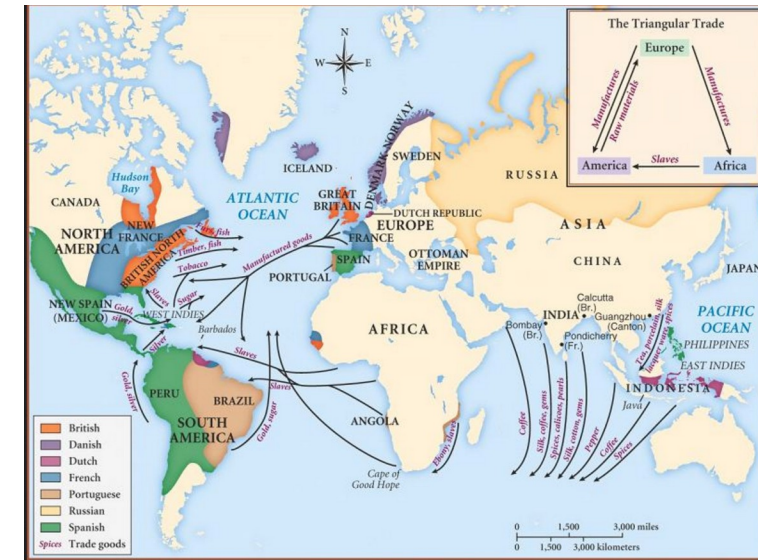 The Triangular Trade
Europe
Manufactures
Raw materials
Manufactures
America
Slaves
Africa
N
W
E
S
Hudson
Bay
CANADA
NORTH
AMERICA
NEW
FRANCE
BRITISH NORTH
AMERICA
ATLANTIC
OCEAN
ICELAND
GREAT
BRITAIN
DENMARK-NORWAY
SWEDEN
DUTCH REPUBLIC
EUROPE
FRANCE
SPAIN
PORTUGAL
OTTOMAN
EMPIRE
RUSSIA
ASIA
CHINA
JAPAN
fish
Timber, fish
Tobacco
Manufactured goods
NEW SPAIN
(MEXICO)
Gold,
silver
Slaves
Sugar
WEST INDIES
Silver
Barbados
Slaves
Slaves
Gold, silver
PERU
BRAZIL
SOUTH
AMERICA
Gold, sugar
AFRICA
ANGOLA
Cape of
Good Hope
Ebony, slaves
Bombay
(Br.)
INDIA
Calcutta
(Br.)
Pondicherry
(Fr.)
Guangzhou
(Canton)
Tea, porcelain, silk
lacquer ware, spices
PACIFIC
OCEAN
PHILIPPINES
EAST INDIES
INDONESIA
Java
Coffee
Silk, coffee, gems
Spices, calicoes, pearls
Silk, cotton, gems
Pepper
Coffee
Spices
British
Danish
Dutch
French
Portuguese
Russian
Spanish
Spices Trade goods
0 1,500 3,000 miles
0 1,500 3,000 kilometers